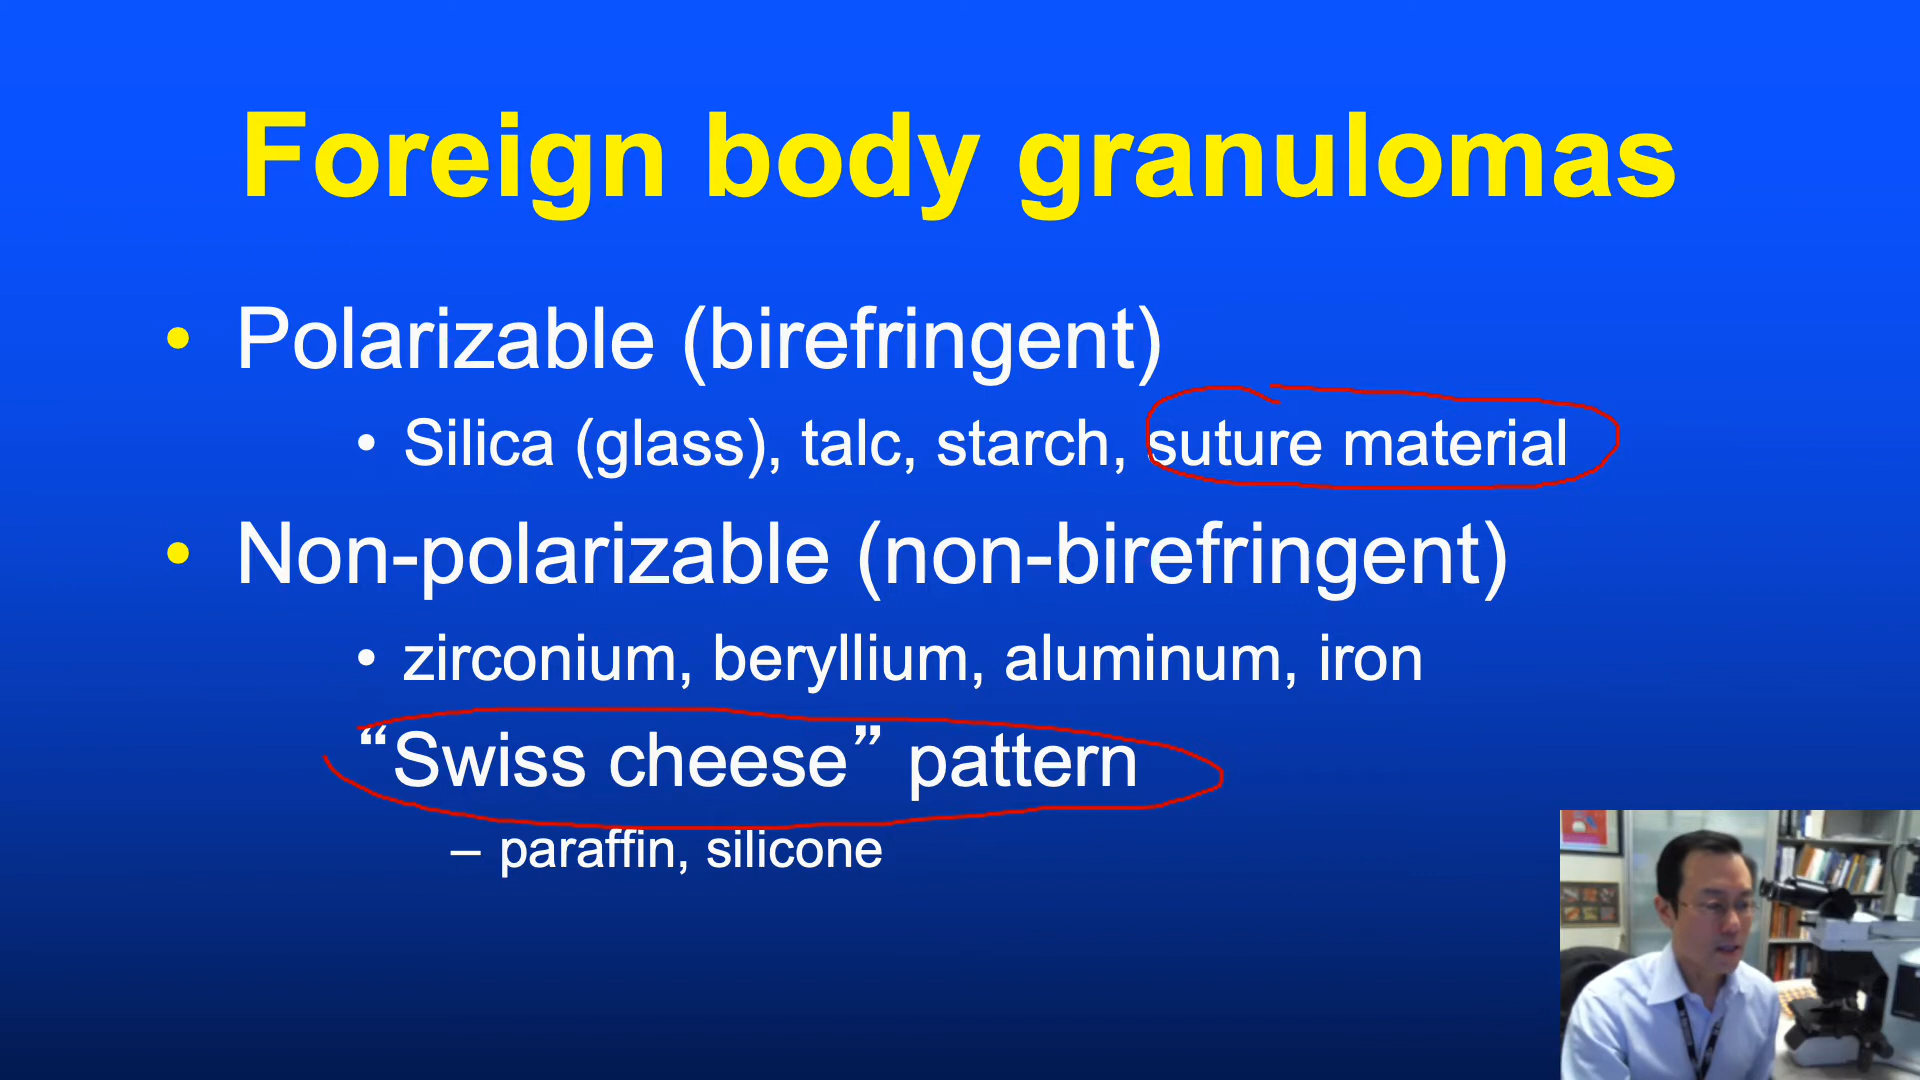 Foreign body granulomas
• Polarizable (birefringent)
• Silica (glass), talc, starch, suture material
• Non-polarizable (non-birefringent)
• zirconium, beryllium, aluminum, iron
“Swiss cheese” pattern
– paraffin, silicone